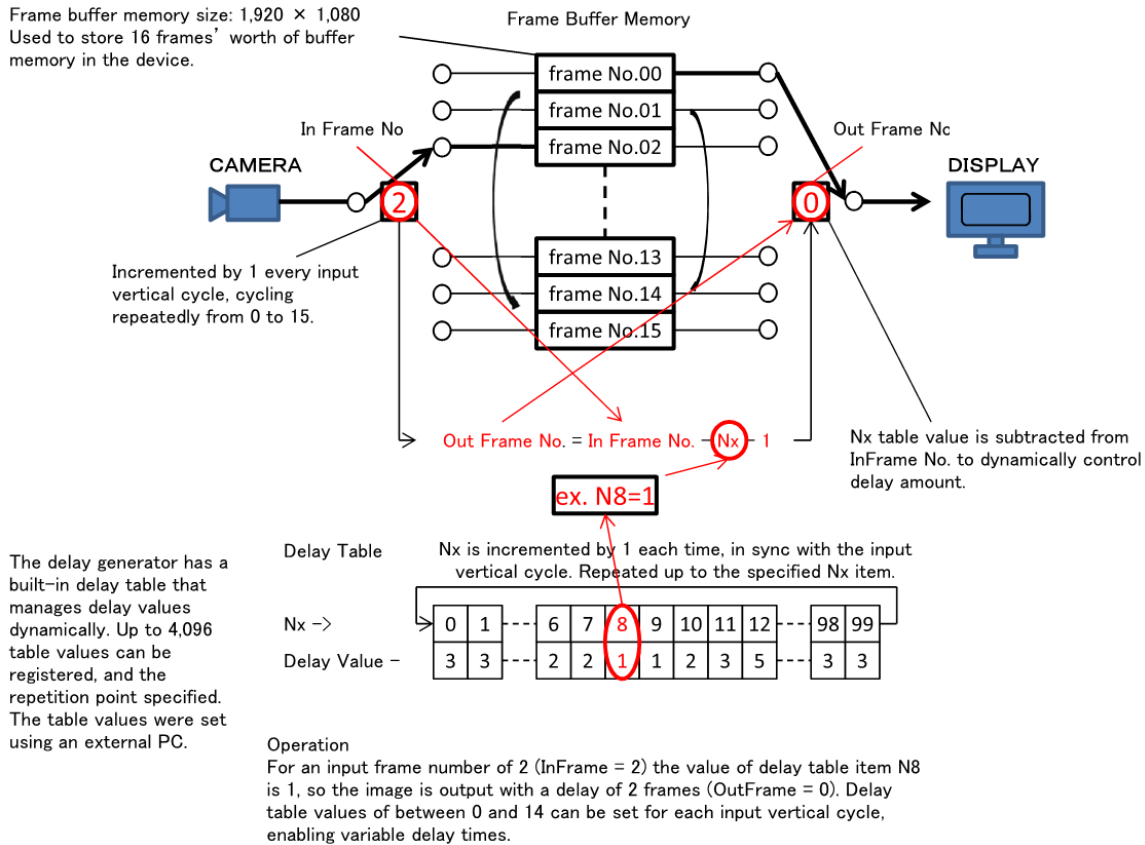 Frame buffer memory size: 1,920 × 1,080
Used to store 16 frames' worth of buffer
memory in the device.
Frame Buffer Memory
frame No.00
frame No.01
frame No.02
frame No.13
frame No.14
frame No.15
In Frame No
Out Frame No
CAMERA
DISPLAY
2
0
Incremented by 1 every input
vertical cycle, cycling
repeatedly from 0 to 15.
Out Frame No. = In Frame No. - Nx - 1
Nx table value is subtracted from
InFrame No. to dynamically control
delay amount.
ex. N8=1
The delay generator has a
built-in delay table that
manages delay values
dynamically. Up to 4,096
table values can be
registered, and the
repetition point specified.
The table values were set
using an external PC.
Delay Table
Nx is incremented by 1 each time, in sync with the input
vertical cycle. Repeated up to the specified Nx item.
Nx -> 0 1 6 7 8 9 10 11 12 98 99
Delay Value - 3 3 2 2 1 1 2 3 5 3 3
Operation
For an input frame number of 2 (InFrame = 2) the value of delay table item N8
is 1, so the image is output with a delay of 2 frames (OutFrame = 0). Delay
table values of between 0 and 14 can be set for each input vertical cycle,
enabling variable delay times.